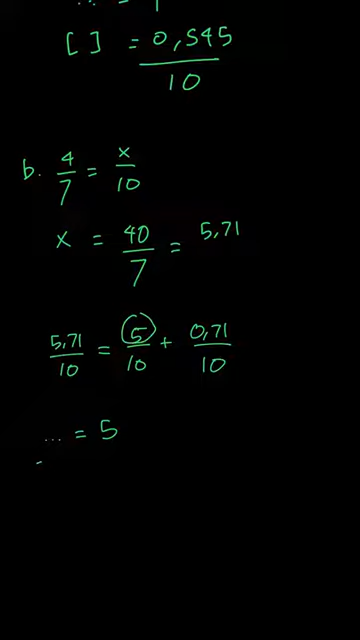 ... = 1
[ ] = 0,545/10
b. 4/7 = x/10
x = 40/7 = 5,71
5,71/10 = 5/10 + 0,71/10
... = 5